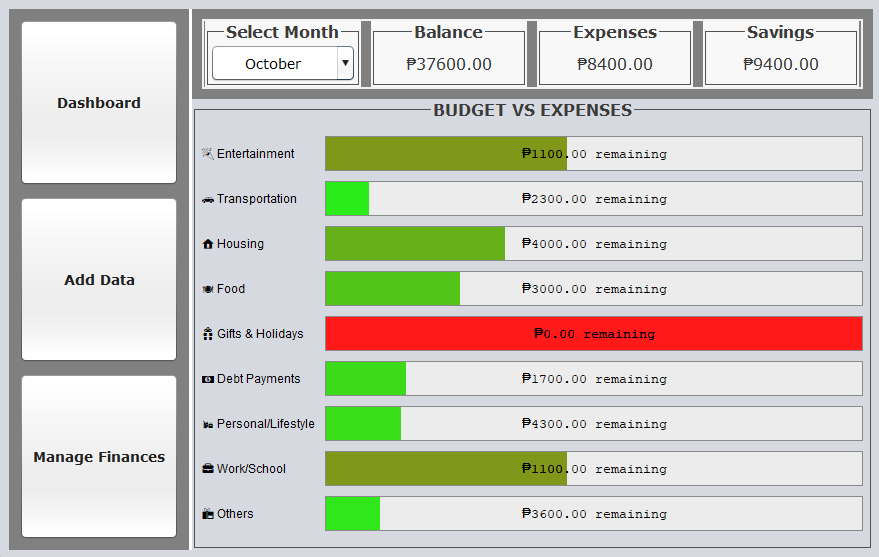 Dashboard
Add Data
Manage Finances
Select Month
October
Balance
₱37600.00
Expenses
₱8400.00
Savings
₱9400.00
BUDGET VS EXPENSES
Entertainment ₱1100.00 remaining
Transportation ₱2300.00 remaining
Housing ₱4000.00 remaining
Food ₱3000.00 remaining
Gifts & Holidays ₱0.00 remaining
Debt Payments ₱1700.00 remaining
Personal/Lifestyle ₱4300.00 remaining
Work/School ₱1100.00 remaining
Others ₱3600.00 remaining